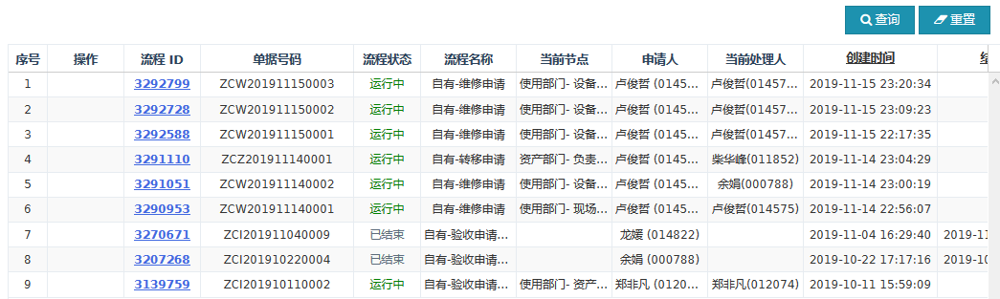 查询 重置
序号 操作 流程 ID 单据号码 流程状态 流程名称 当前节点 申请人 当前处理人 创建时间
1 3292799 ZCW201911150003 运行中 自有-维修申请 使用部门- 设备... 卢俊哲 (0145... 卢俊哲(01457... 2019-11-15 23:20:34
2 3292728 ZCW201911150002 运行中 自有-维修申请 使用部门- 设备... 卢俊哲 (0145... 卢俊哲(01457... 2019-11-15 23:09:23
3 3292588 ZCW201911150001 运行中 自有-维修申请 使用部门- 设备... 卢俊哲 (0145... 卢俊哲(01457... 2019-11-15 22:17:35
4 3291110 ZCZ201911140001 运行中 自有-转移申请 资产部门- 负责... 卢俊哲 (0145... 柴华峰(011852) 2019-11-14 23:04:29
5 3291051 ZCW201911140002 运行中 自有-维修申请 使用部门- 设备... 卢俊哲 (0145... 余娟(000788) 2019-11-14 23:00:19
6 3290953 ZCW201911140001 运行中 自有-维修申请 使用部门- 现场... 卢俊哲 (0145... 卢俊哲(014575) 2019-11-14 22:56:07
7 3270671 ZCI201911040009 已结束 自有-验收申请... 龙媛 (014822) 2019-11-04 16:29:40 2019-11
8 3207268 ZCI201910220004 已结束 自有-验收申请... 余娟 (000788) 2019-10-22 17:17:16 2019-10
9 3139759 ZCI201910110002 运行中 自有-验收申请... 使用部门- 资产... 郑非凡 (0120... 郑非凡(012074) 2019-10-11 15:59:09